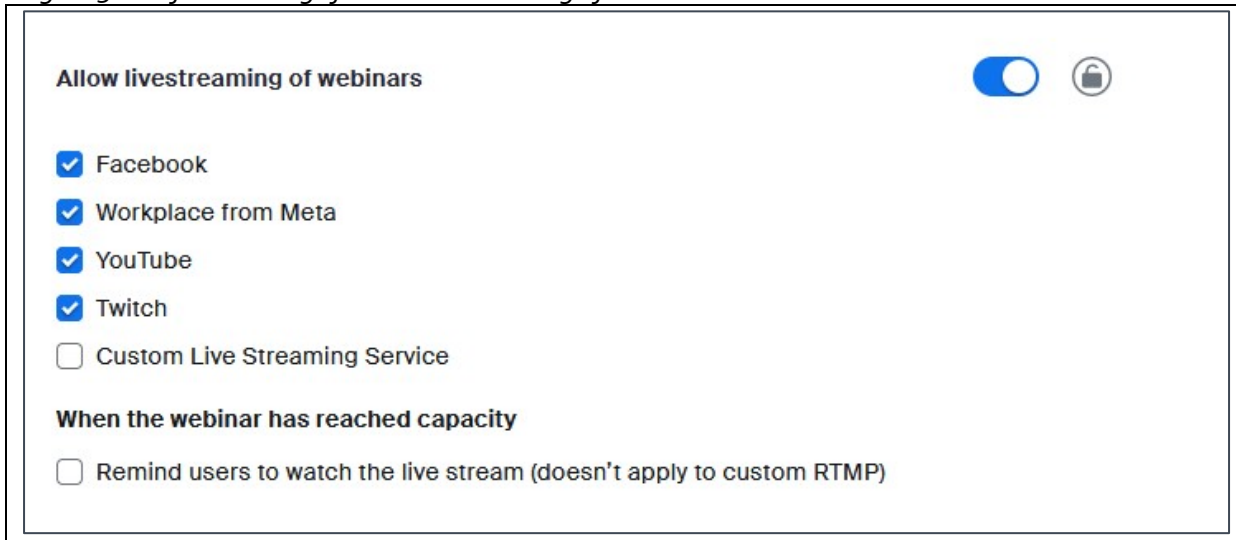 Allow livestreaming of webinars
Facebook
Workplace from Meta
YouTube
Twitch
Custom Live Streaming Service
When the webinar has reached capacity
Remind users to watch the live stream (doesn't apply to custom RTMP)